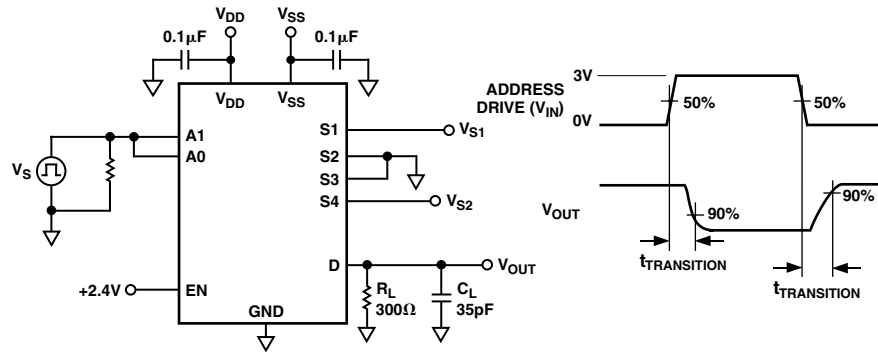 VDD VSS
0.1µF 0.1µF
VDD VSS
A1
A0
VS
S1 VS1
S2
S3
S4 VS2
D VOUT
+2.4V EN
GND
RL
300Ω
CL
35pF
ADDRESS
DRIVE (VIN)
3V
0V
50% 50%
VOUT
90% 90%
tTRANSITION
tTRANSITION